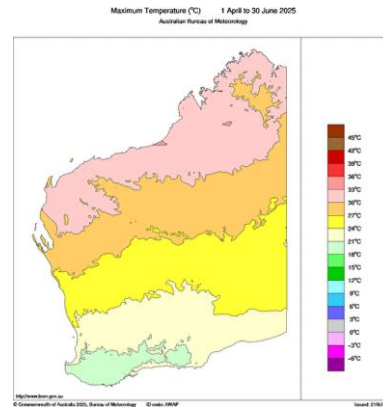 Maximum Temperature (°C) 1 April to 30 June 2025
Australian Bureau of Meteorology
45°C
42°C
39°C
36°C
33°C
30°C
27°C
24°C
21°C
18°C
15°C
12°C
9°C
6°C
3°C
0°C
-3°C
-6°C
http://www.bom.gov.au
© Commonwealth of Australia 2025, Bureau of Meteorology ID code: AWAP
Issued: